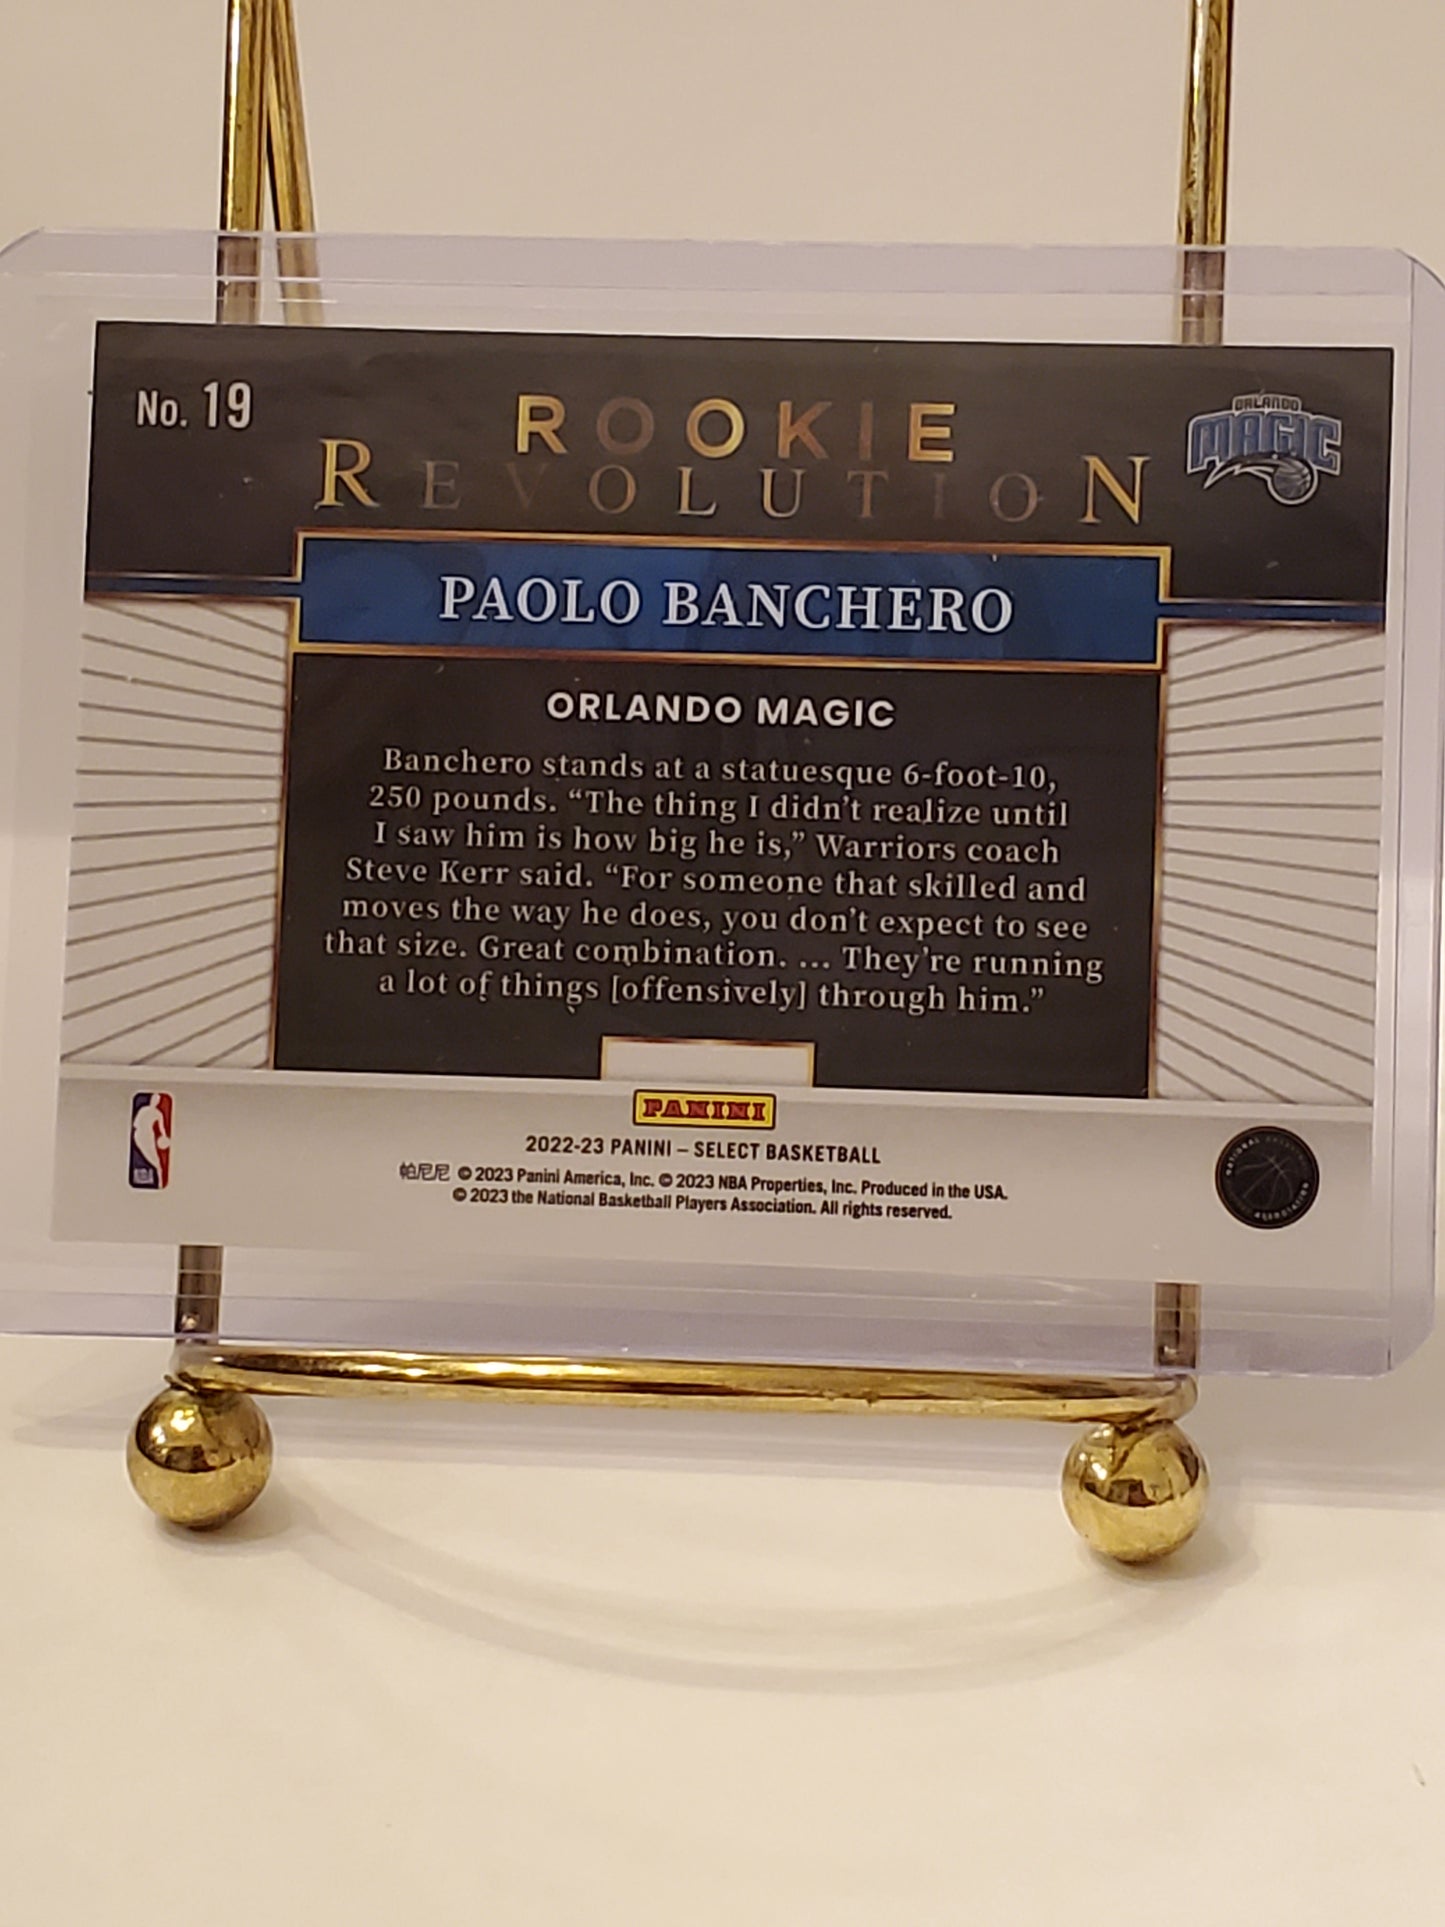 No. 19
ROOKIE
REVOLUTION
ORLANDO
MAGIC
PAOLO BANCHERO
ORLANDO MAGIC
Banchero stands at a statuesque 6-foot-10,
250 pounds. “The thing I didn’t realize until
I saw him is how big he is,” Warriors coach
Steve Kerr said. “For someone that skilled and
moves the way he does, you don’t expect to see
that size. Great combination. ... They’re running
a lot of things [offensively] through him.”
PANINI
2022-23 PANINI – SELECT BASKETBALL
帕尼尼 © 2023 Panini America, Inc. © 2023 NBA Properties, Inc. Produced in the USA.
© 2023 the National Basketball Players Association. All rights reserved.
NBA
NATIONAL BASKETBALL
ASSOCIATION